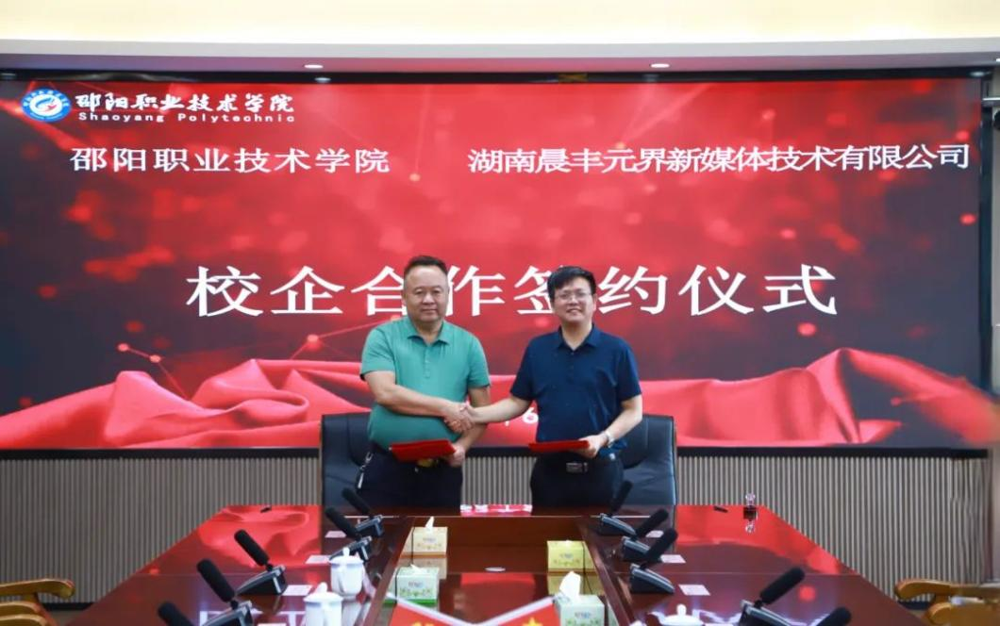 邵阳职业技术学院
Shaoyang Polytechnic
邵阳职业技术学院 湖南晨丰元界新媒体技术有限公司
校企合作签约仪式